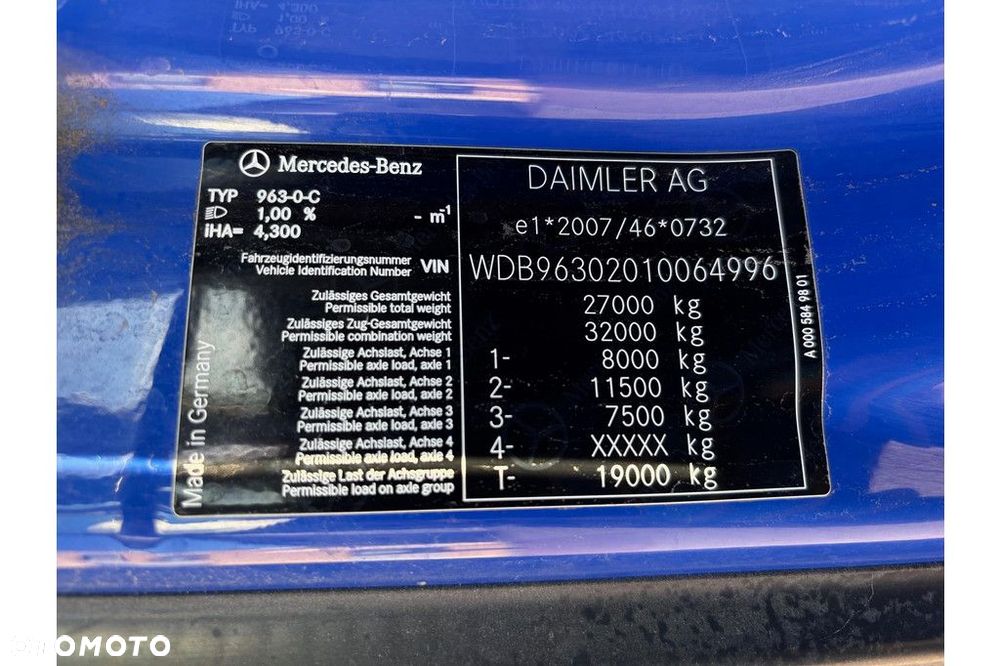 Mercedes-Benz
TYP 963-0-C
1,00 % - m-1
iHA= 4,300
Fahrzeugidentifizierungsnummer
Vehicle Identification Number VIN
Zulässiges Gesamtgewicht
Permissible total weight
Zulässiges Zug-Gesamtgewicht
Permissible combination weight
Zulässige Achslast, Achse 1
Permissible axle load, axle 1
Zulässige Achslast, Achse 2
Permissible axle load, axle 2
Zulässige Achslast, Achse 3
Permissible axle load, axle 3
Zulässige Achslast, Achse 4
Permissible axle load, axle 4
Zulässige Last der Achsgruppe
Permissible load on axle group
Made in Germany
DAIMLER AG
e1*2007/46*0732
WDB96302010064996
27000 kg
32000 kg
1- 8000 kg
2- 11500 kg
3- 7500 kg
4- XXXXX kg
T- 19000 kg
A 000 584 98 01
OTOMOTO